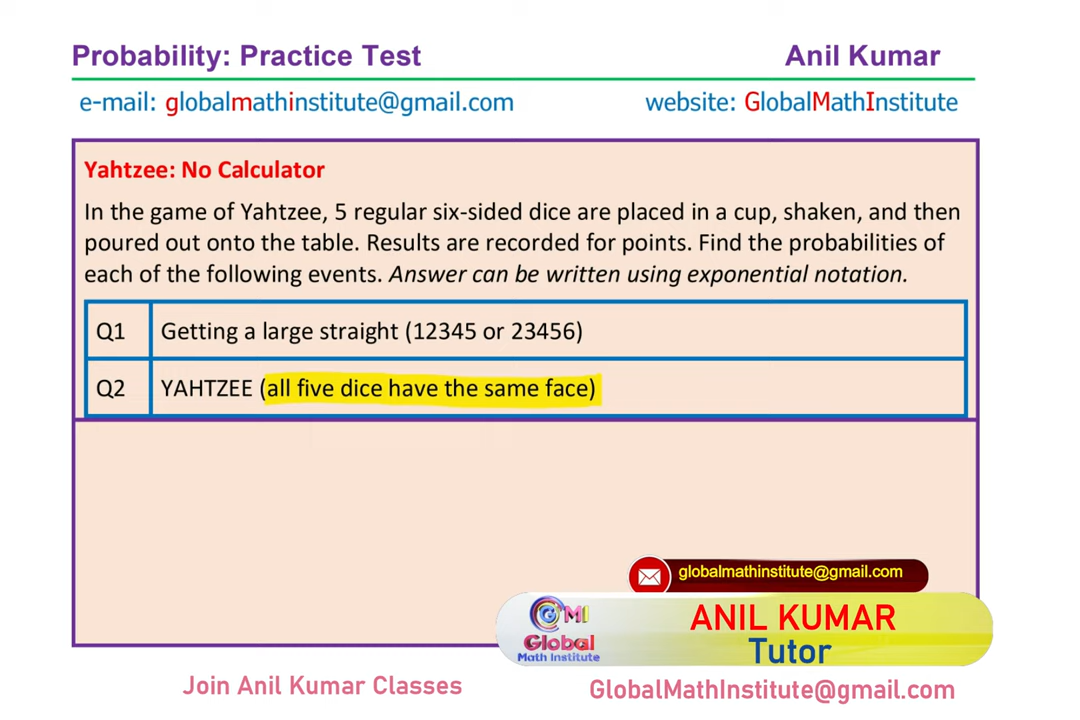 Probability: Practice Test
Anil Kumar
e-mail: globalmathinstitute@gmail.com
website: GlobalMathInstitute
Yahtzee: No Calculator
In the game of Yahtzee, 5 regular six-sided dice are placed in a cup, shaken, and then
poured out onto the table. Results are recorded for points. Find the probabilities of
each of the following events. Answer can be written using exponential notation.
Q1 Getting a large straight (12345 or 23456)
Q2 YAHTZEE (all five dice have the same face)
globalmathinstitute@gmail.com
GMI
Global
Math Institute
ANIL KUMAR
Tutor
Join Anil Kumar Classes
GlobalMathInstitute@gmail.com